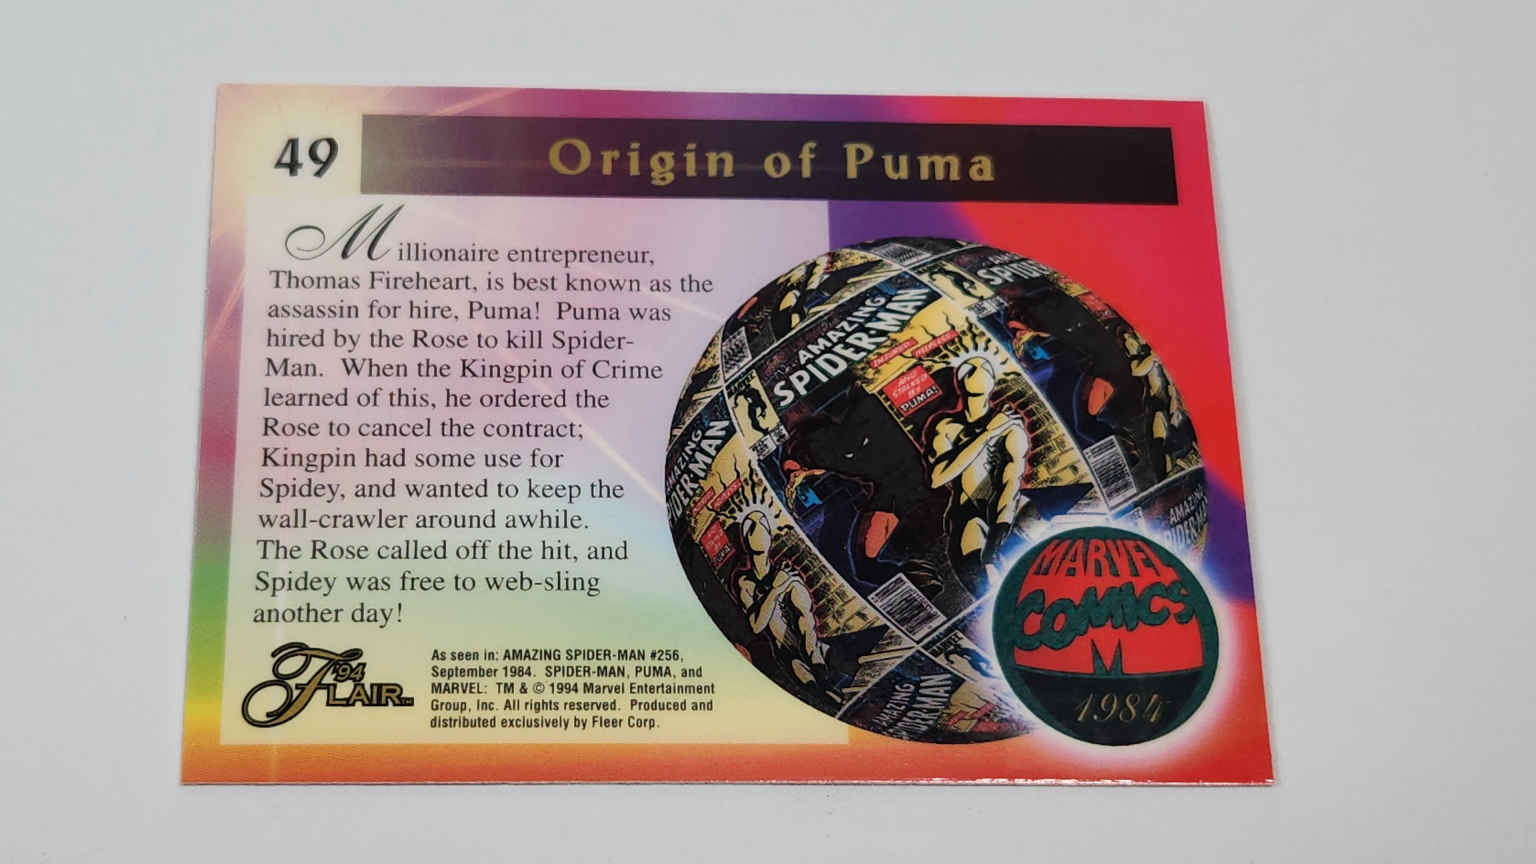 49
Origin of Puma
Millionaire entrepreneur,
Thomas Fireheart, is best known as the
assassin for hire, Puma! Puma was
hired by the Rose to kill Spider-
Man. When the Kingpin of Crime
learned of this, he ordered the
Rose to cancel the contract;
Kingpin had some use for
Spidey, and wanted to keep the
wall-crawler around awhile.
The Rose called off the hit, and
Spidey was free to web-sling
another day!
'94
FLAIR™
As seen in: AMAZING SPIDER-MAN #256,
September 1984. SPIDER-MAN, PUMA, and
MARVEL: TM & © 1994 Marvel Entertainment
Group, Inc. All rights reserved. Produced and
distributed exclusively by Fleer Corp.
AMAZING
SPIDER-MAN
AND
STALKED
BY
PUMA!
MARVEL
COMICS
M
1984